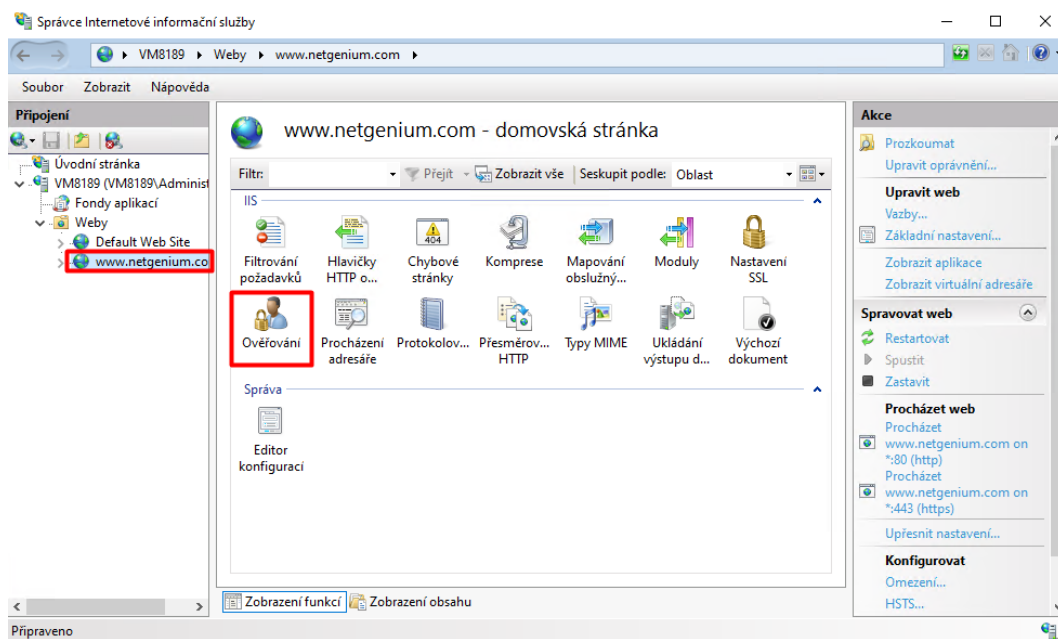 Správce Internetové informační služby
VM8189 Weby www.netgenium.com
Soubor Zobrazit Nápověda
Připojení
Úvodní stránka
VM8189 (VM8189\Administ
Fondy aplikací
Weby
Default Web Site
www.netgenium.co
www.netgenium.com - domovská stránka
Filtr: Přejít Zobrazit vše Seskupit podle: Oblast
IIS
Filtrování
požadavků
Hlavičky
HTTP o...
Chybové
stránky
Komprese
Mapování
obslužný...
Moduly
Nastavení
SSL
Ověřování
Procházení
adresáře
Protokolov...
Přesměrov...
HTTP
Typy MIME
Ukládání
výstupu d...
Výchozí
dokument
Správa
Editor
konfigurací
Zobrazení funkcí Zobrazení obsahu
Akce
Prozkoumat
Upravit oprávnění...
Upravit web
Vazby...
Základní nastavení...
Zobrazit aplikace
Zobrazit virtuální adresáře
Spravovat web
Restartovat
Spustit
Zastavit
Procházet web
Procházet
www.netgenium.com on
*:80 (http)
Procházet
www.netgenium.com on
*:443 (https)
Upřesnit nastavení...
Konfigurovat
Omezení...
HSTS...
Připraveno